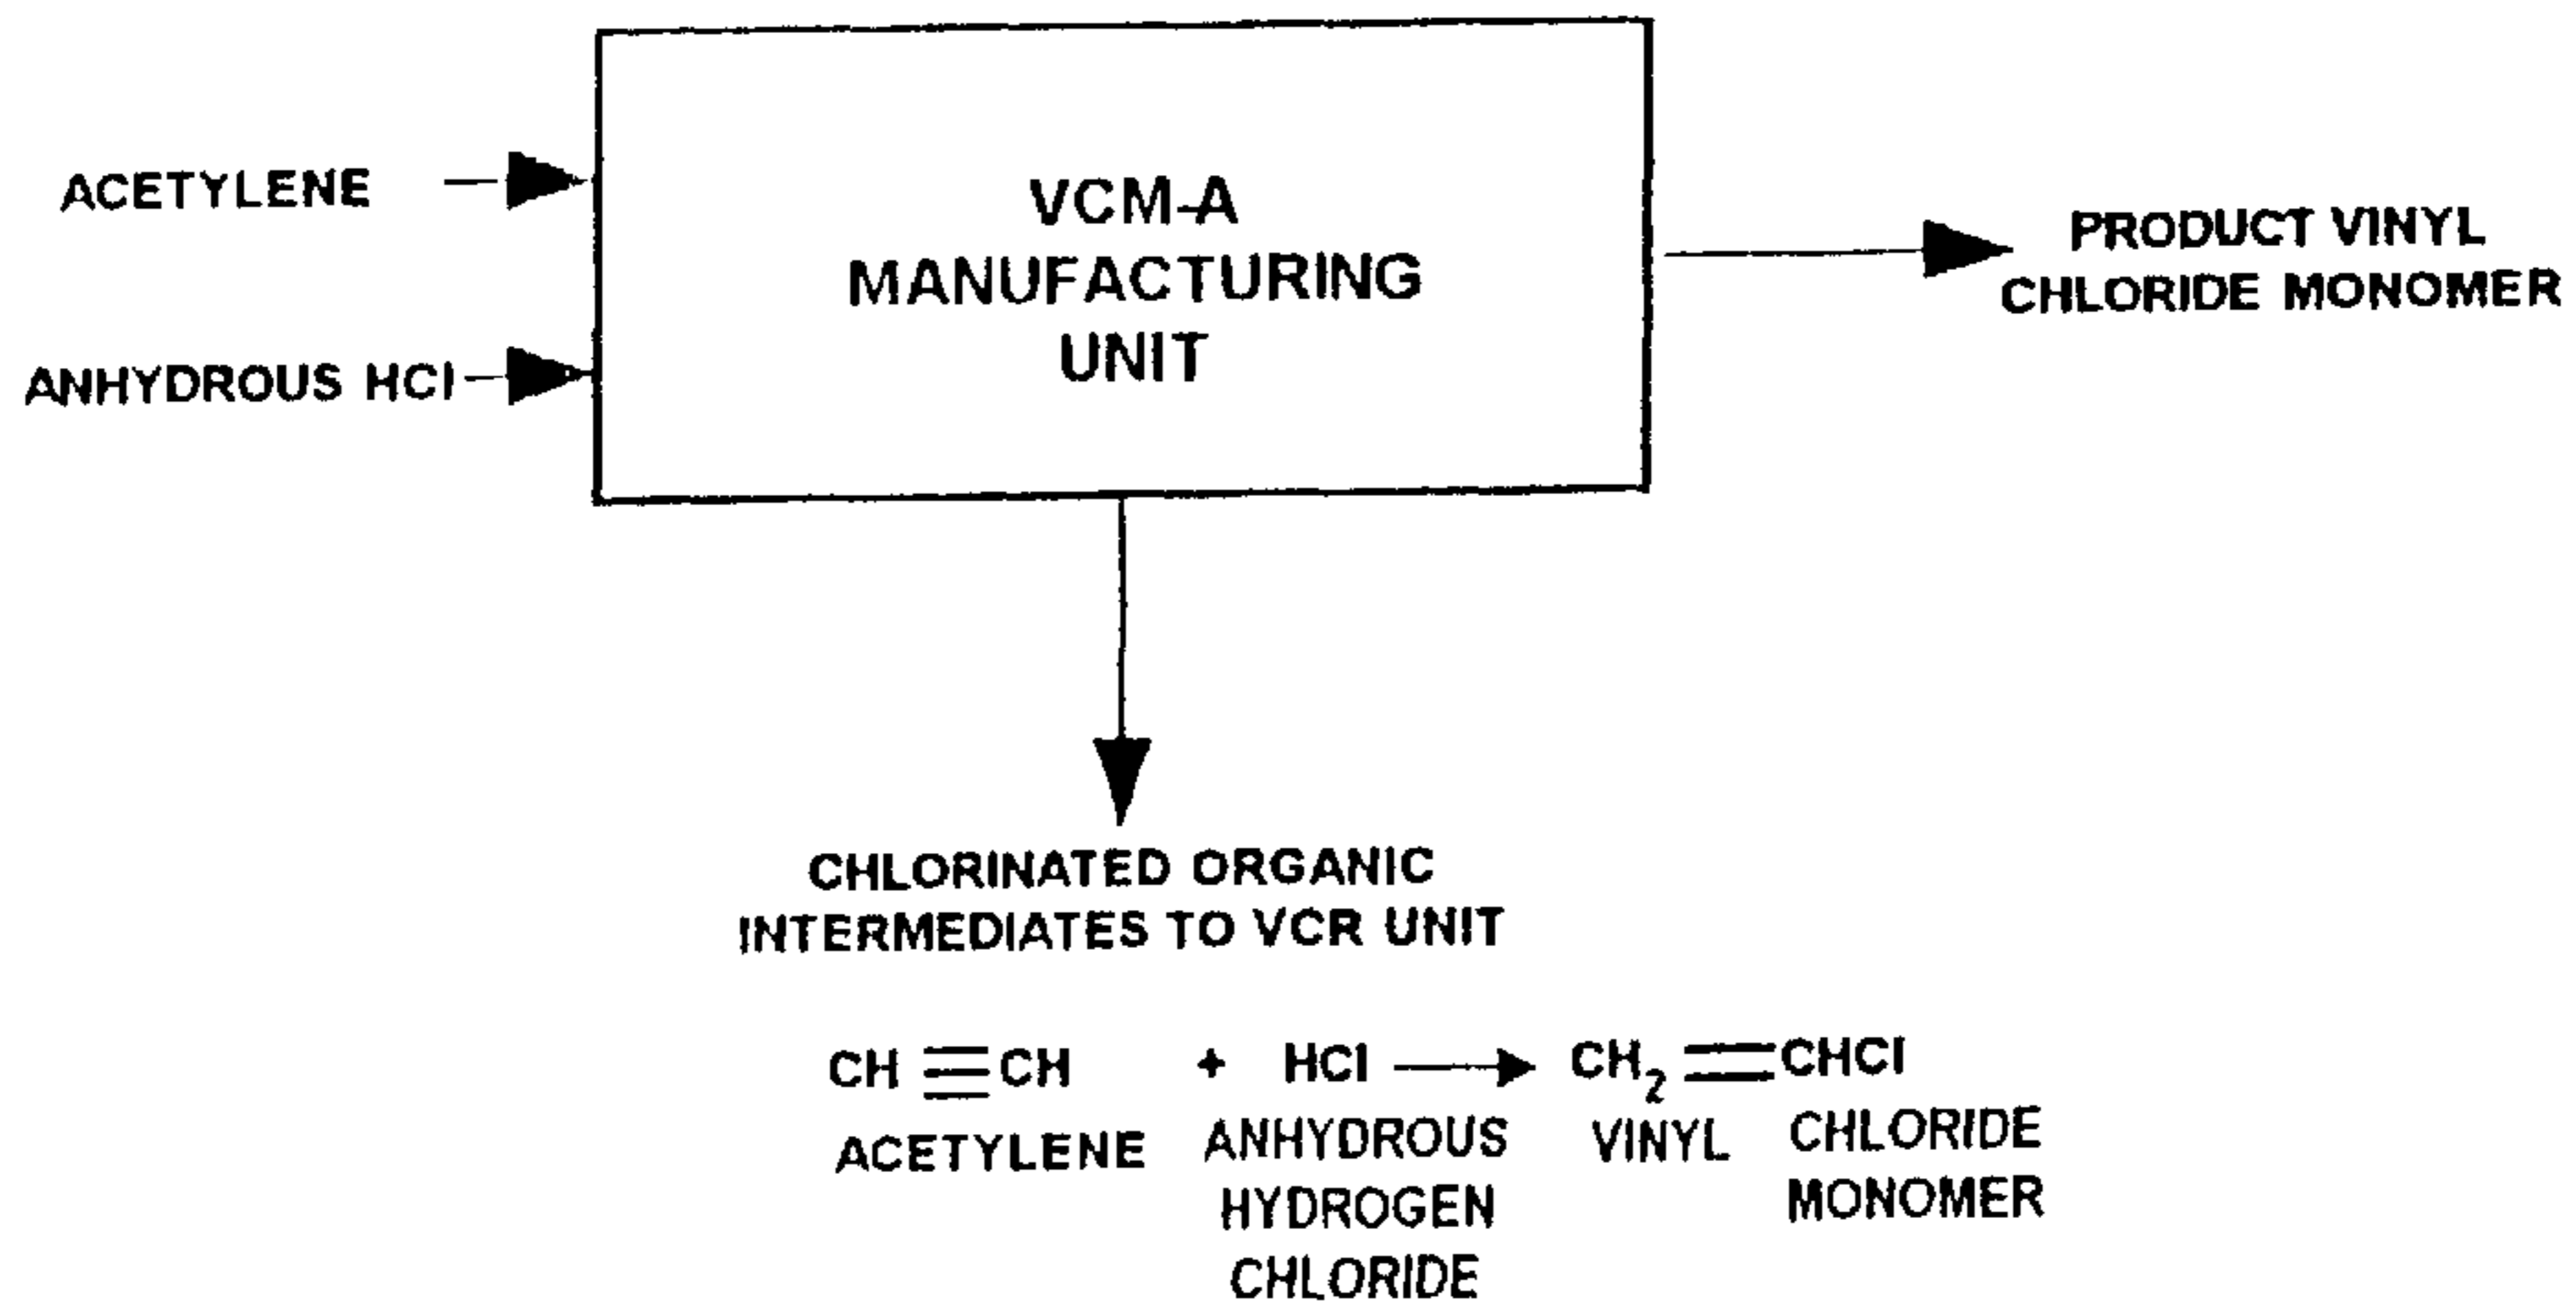 ACETYLENE
ANHYDROUS HCl
VCM-A
MANUFACTURING
UNIT
PRODUCT VINYL
CHLORIDE MONOMER
CHLORINATED ORGANIC
INTERMEDIATES TO VCR UNIT
CH ≡ CH + HCl → CH₂ = CHCl
ACETYLENE ANHYDROUS HYDROGEN CHLORIDE VINYL CHLORIDE MONOMER